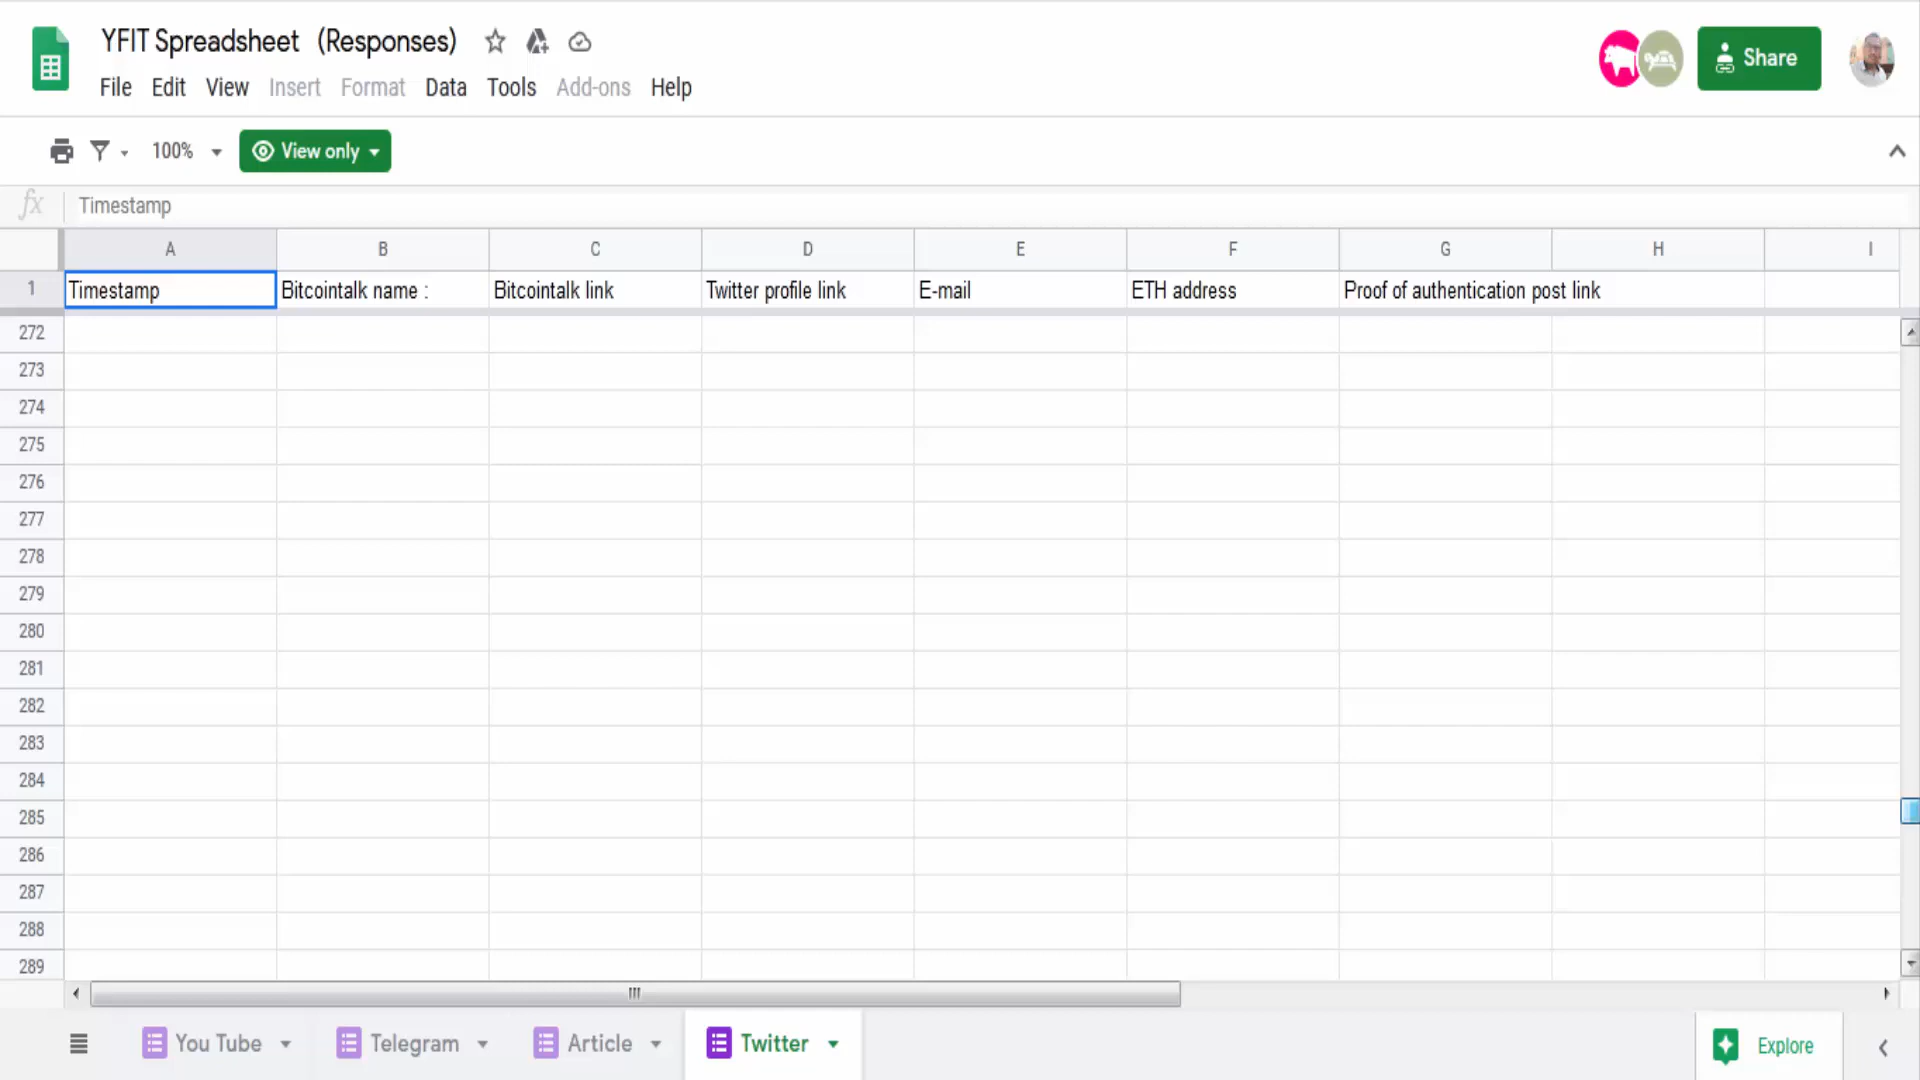 YFIT Spreadsheet (Responses)
File Edit View Insert Format Data Tools Add-ons Help
Share
100% View only
fx Timestamp
A B C D E F G H I
1 Timestamp Bitcointalk name : Bitcointalk link Twitter profile link E-mail ETH address Proof of authentication post link
272
273
274
275
276
277
278
279
280
281
282
283
284
285
286
287
288
289
You Tube Telegram Article Twitter Explore